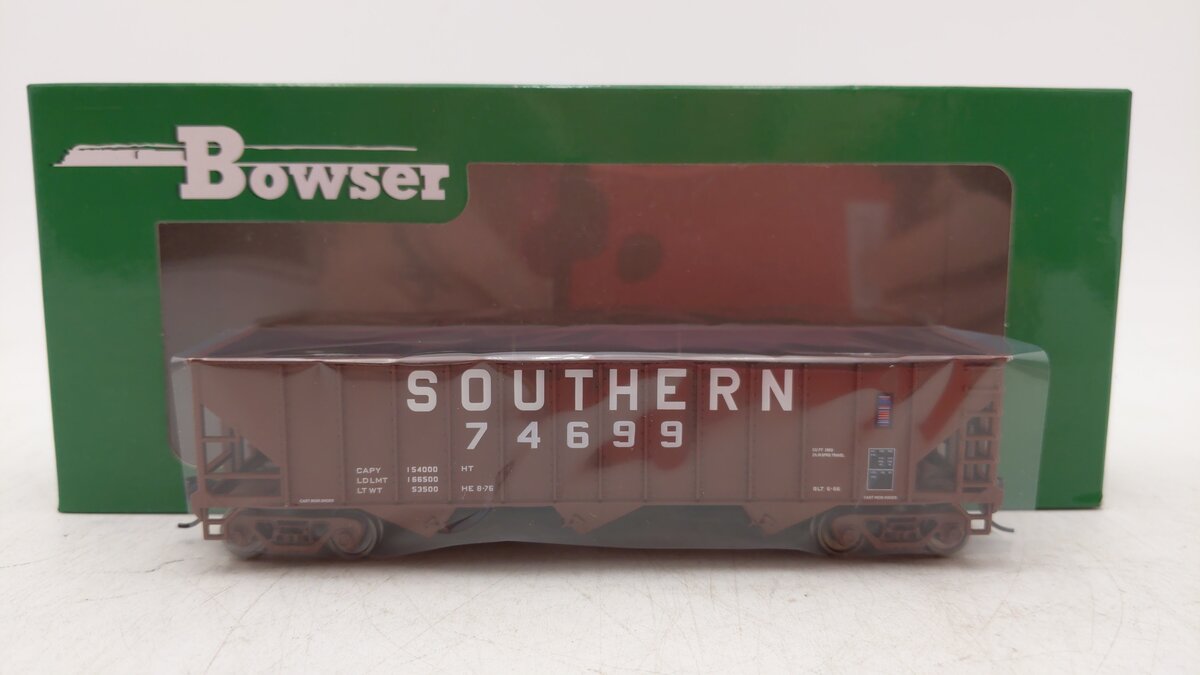 Bowser
SOUTHERN
74699
CAPY 154000 HT
LD LMT 166500
LT WT 53500 HE 8-76
BLT 6-66